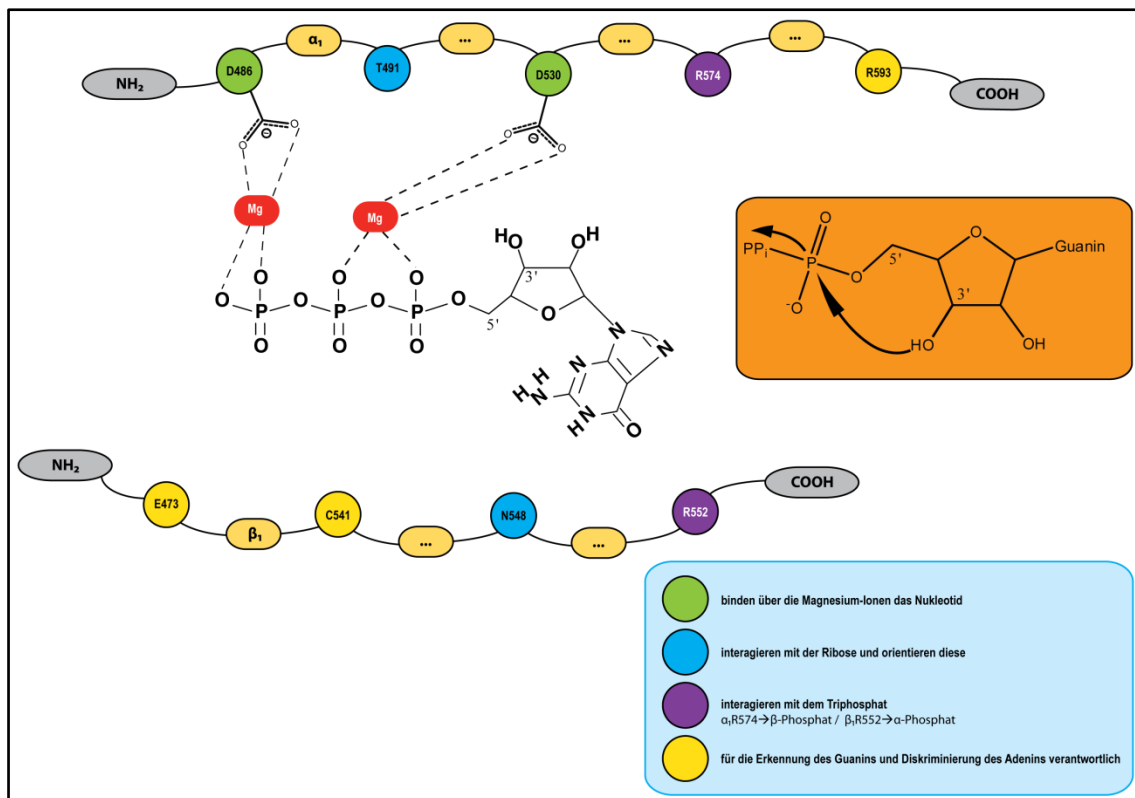 NH₂
D486
α₁
T491
...
D530
...
R574
...
R593
COOH
O ⊖ O
O ⊖ O
Mg
Mg
H O O H
3'
O O O O
O P O P O P O
5'
O
O O O
N
N N
H
H N N
H O
O
PPᵢ P
O 5'
⁻O
O Guanin
3'
HO OH
NH₂
E473
β₁
C541
...
N548
...
R552
COOH
binden über die Magnesium-Ionen das Nukleotid
interagieren mit der Ribose und orientieren diese
interagieren mit dem Triphosphat
α₁R574→β-Phosphat / β₁R552→α-Phosphat
für die Erkennung des Guanins und Diskriminierung des Adenins verantwortlich